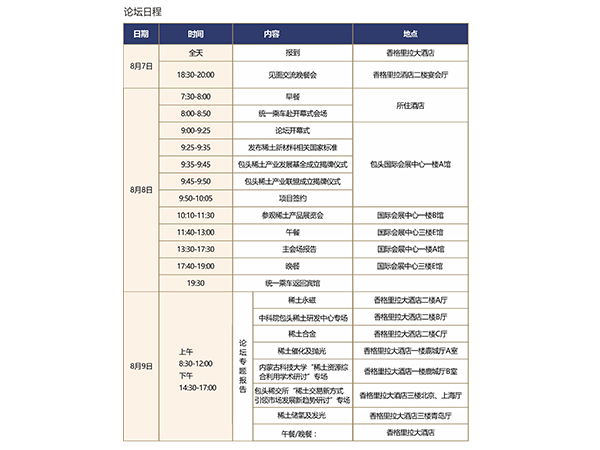 论坛日程
日期 时间 内容 地点
8月7日 全天 报到 香格里拉大酒店
18:30-20:00 见面交流晚餐会 香格里拉酒店二楼宴会厅
8月8日 7:30-8:00 早餐 所住酒店
8:00-8:50 统一乘车赴开幕式会场
9:00-9:25 论坛开幕式 包头国际会展中心一楼A馆
9:25-9:35 发布稀土新材料相关国家标准
9:35-9:45 包头稀土产业发展基金成立揭牌仪式
9:45-9:50 包头稀土产业联盟成立揭牌仪式
9:50-10:05 项目签约
10:10-11:30 参观稀土产品展览会 国际会展中心一楼B馆
11:40-13:00 午餐 国际会展中心三楼E馆
13:30-17:30 主会场报告 国际会展中心一楼A馆
17:40-19:00 晚餐 国际会展中心三楼E馆
19:30 统一乘车返回宾馆
8月9日 上午 8:30-12:00 下午 14:30-17:00 论坛专题报告 稀土永磁 香格里拉大酒店二楼A厅
中科院包头稀土研发中心专场 香格里拉大酒店二楼B厅
稀土合金 香格里拉大酒店二楼C厅
稀土催化及抛光 香格里拉大酒店一楼鹿城厅A室
内蒙古科技大学“稀土资源综
合利用学术研讨”专场 香格里拉大酒店一楼鹿城厅B室
包头稀交所“稀土交易新方式
引领市场发展新趋势研讨”专场 香格里拉大酒店三楼北京、上海厅
稀土储氢及发光 香格里拉大酒店三楼青岛厅
午餐/晚餐： 香格里拉大酒店